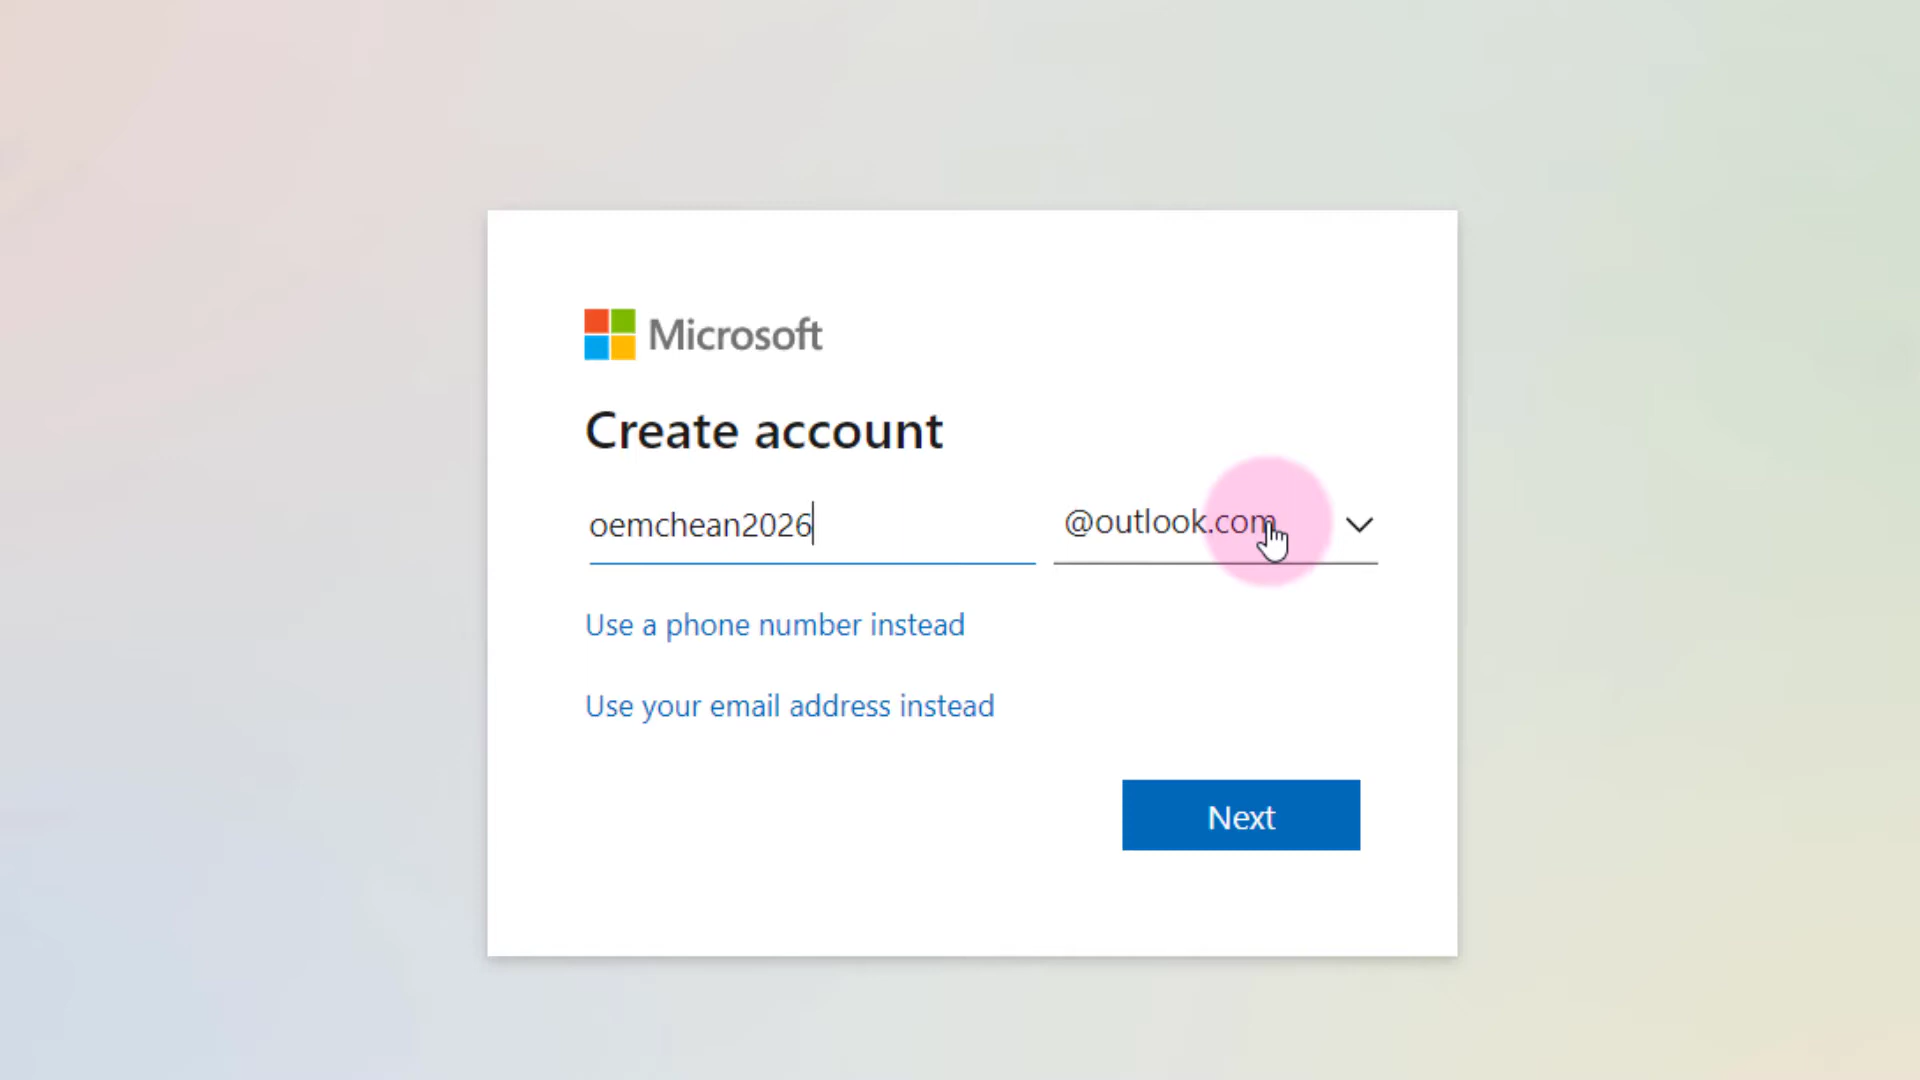 Microsoft
Create account
oemchean2026
@outlook.com
Use a phone number instead
Use your email address instead
Next